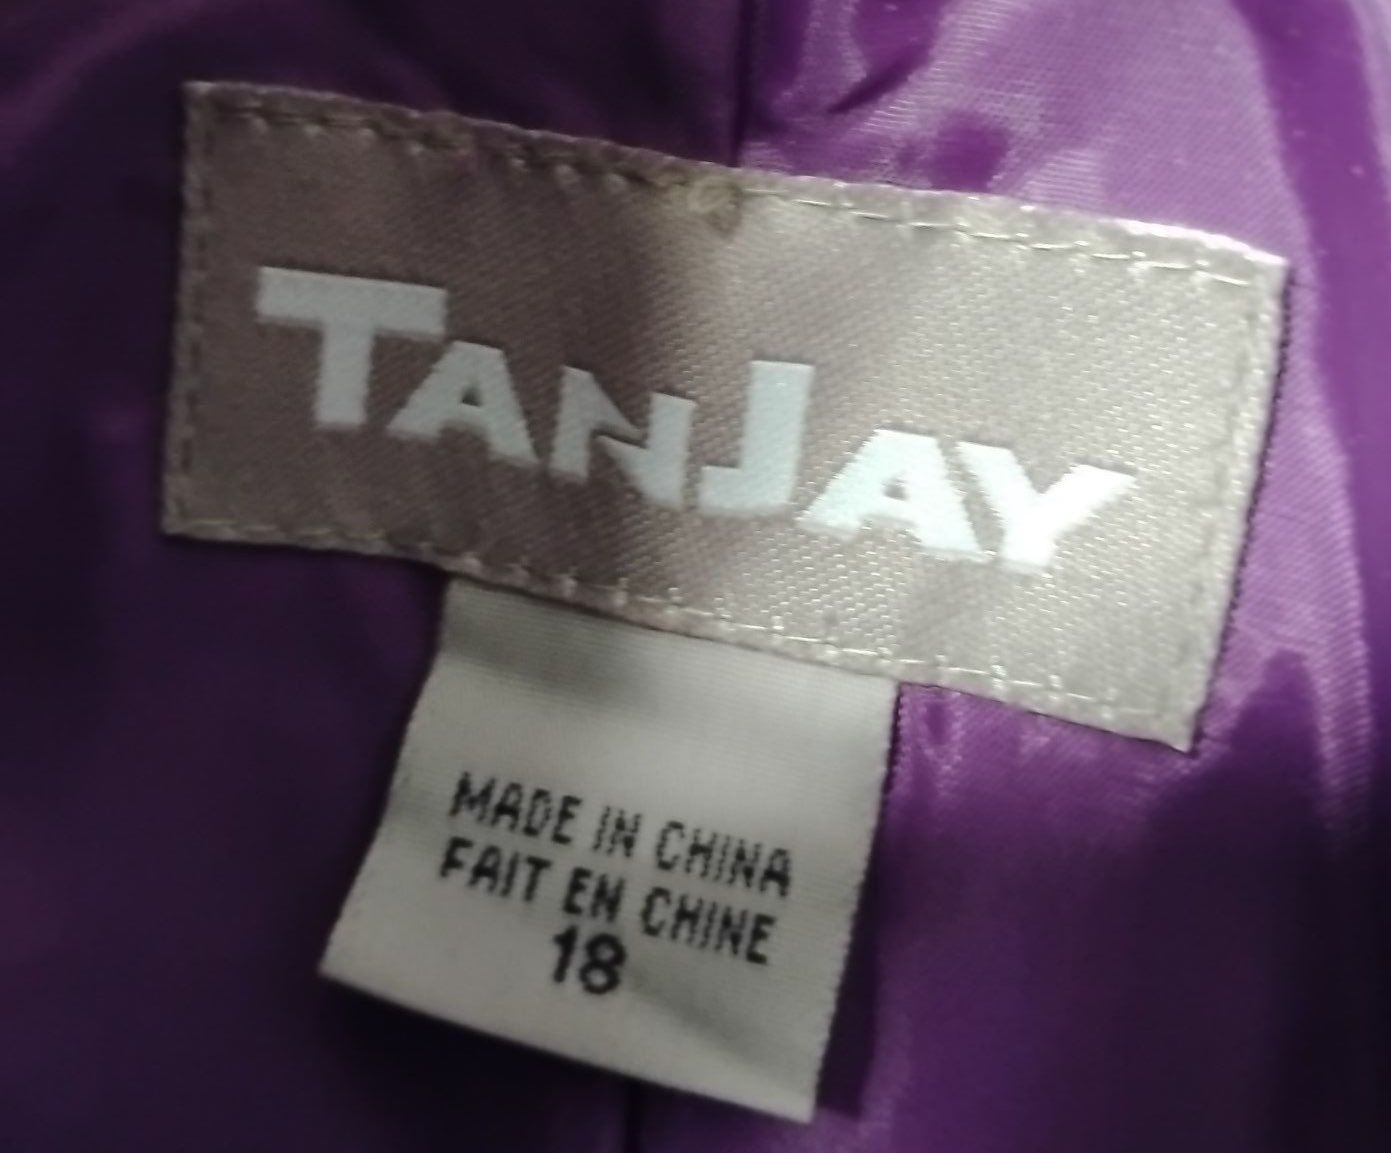 TANJAY
MADE IN CHINA
FAIT EN CHINE
18